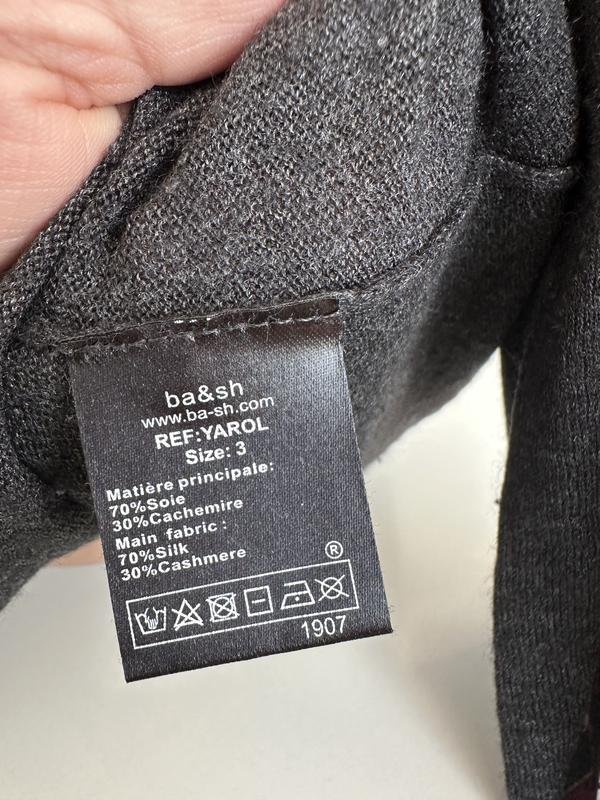 ba&sh
www.ba-sh.com
REF:YAROL
Size: 3
Matière principale:
70%Soie
30%Cachemire
Main fabric :
70%Silk
30%Cashmere
®
1907